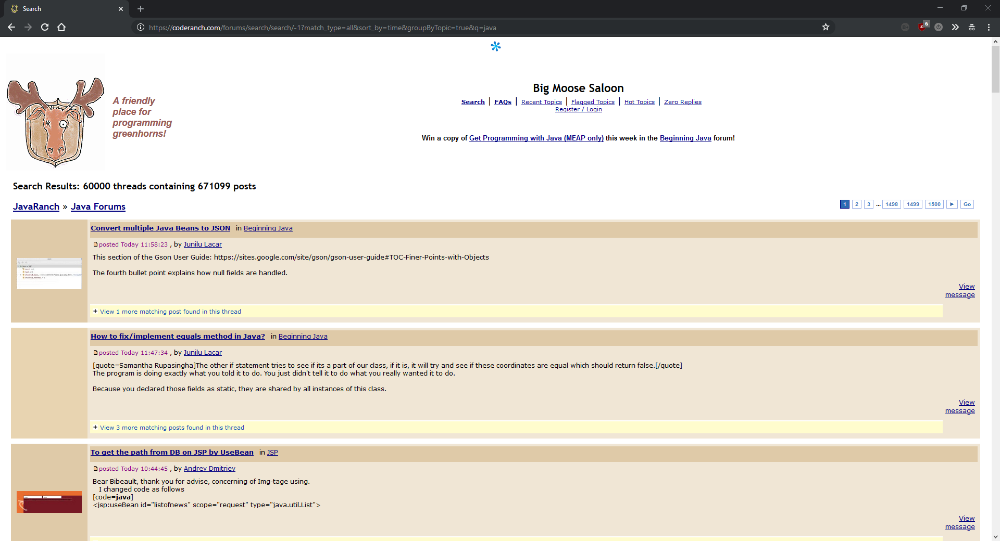 Search
https://coderanch.com/forums/search/search/-1?match_type=all&sort_by=time&groupByTopic=true&q=java
6
A friendly
place for
programming
greenhorns!
Big Moose Saloon
Search | FAQs | Recent Topics | Flagged Topics | Hot Topics | Zero Replies
Register / Login
Win a copy of Get Programming with Java (MEAP only) this week in the Beginning Java forum!
Search Results: 60000 threads containing 671099 posts
JavaRanch » Java Forums
1 2 3 ... 1498 1499 1500 ► Go
Convert multiple Java Beans to JSON in Beginning Java
posted Today 11:58:23 , by Junilu Lacar
This section of the Gson User Guide: https://sites.google.com/site/gson/gson-user-guide#TOC-Finer-Points-with-Objects
The fourth bullet point explains how null fields are handled.
View
message
+ View 1 more matching post found in this thread
How to fix/implement equals method in Java? in Beginning Java
posted Today 11:47:34 , by Junilu Lacar
[quote=Samantha Rupasingha]The other if statement tries to see if its a part of our class, if it is, it will try and see if these coordinates are equal which should return false.[/quote]
The program is doing exactly what you told it to do. You just didn't tell it to do what you really wanted it to do.
Because you declared those fields as static, they are shared by all instances of this class.
View
message
+ View 3 more matching posts found in this thread
To get the path from DB on JSP by UseBean in JSP
posted Today 10:44:45 , by Andrey Dmitriev
Bear Bibeault, thank you for advise, concerning of Img-tage using.
I changed code as follows
[code=java]
<jsp:useBean id="listofnews" scope="request" type="java.util.List">
View
message